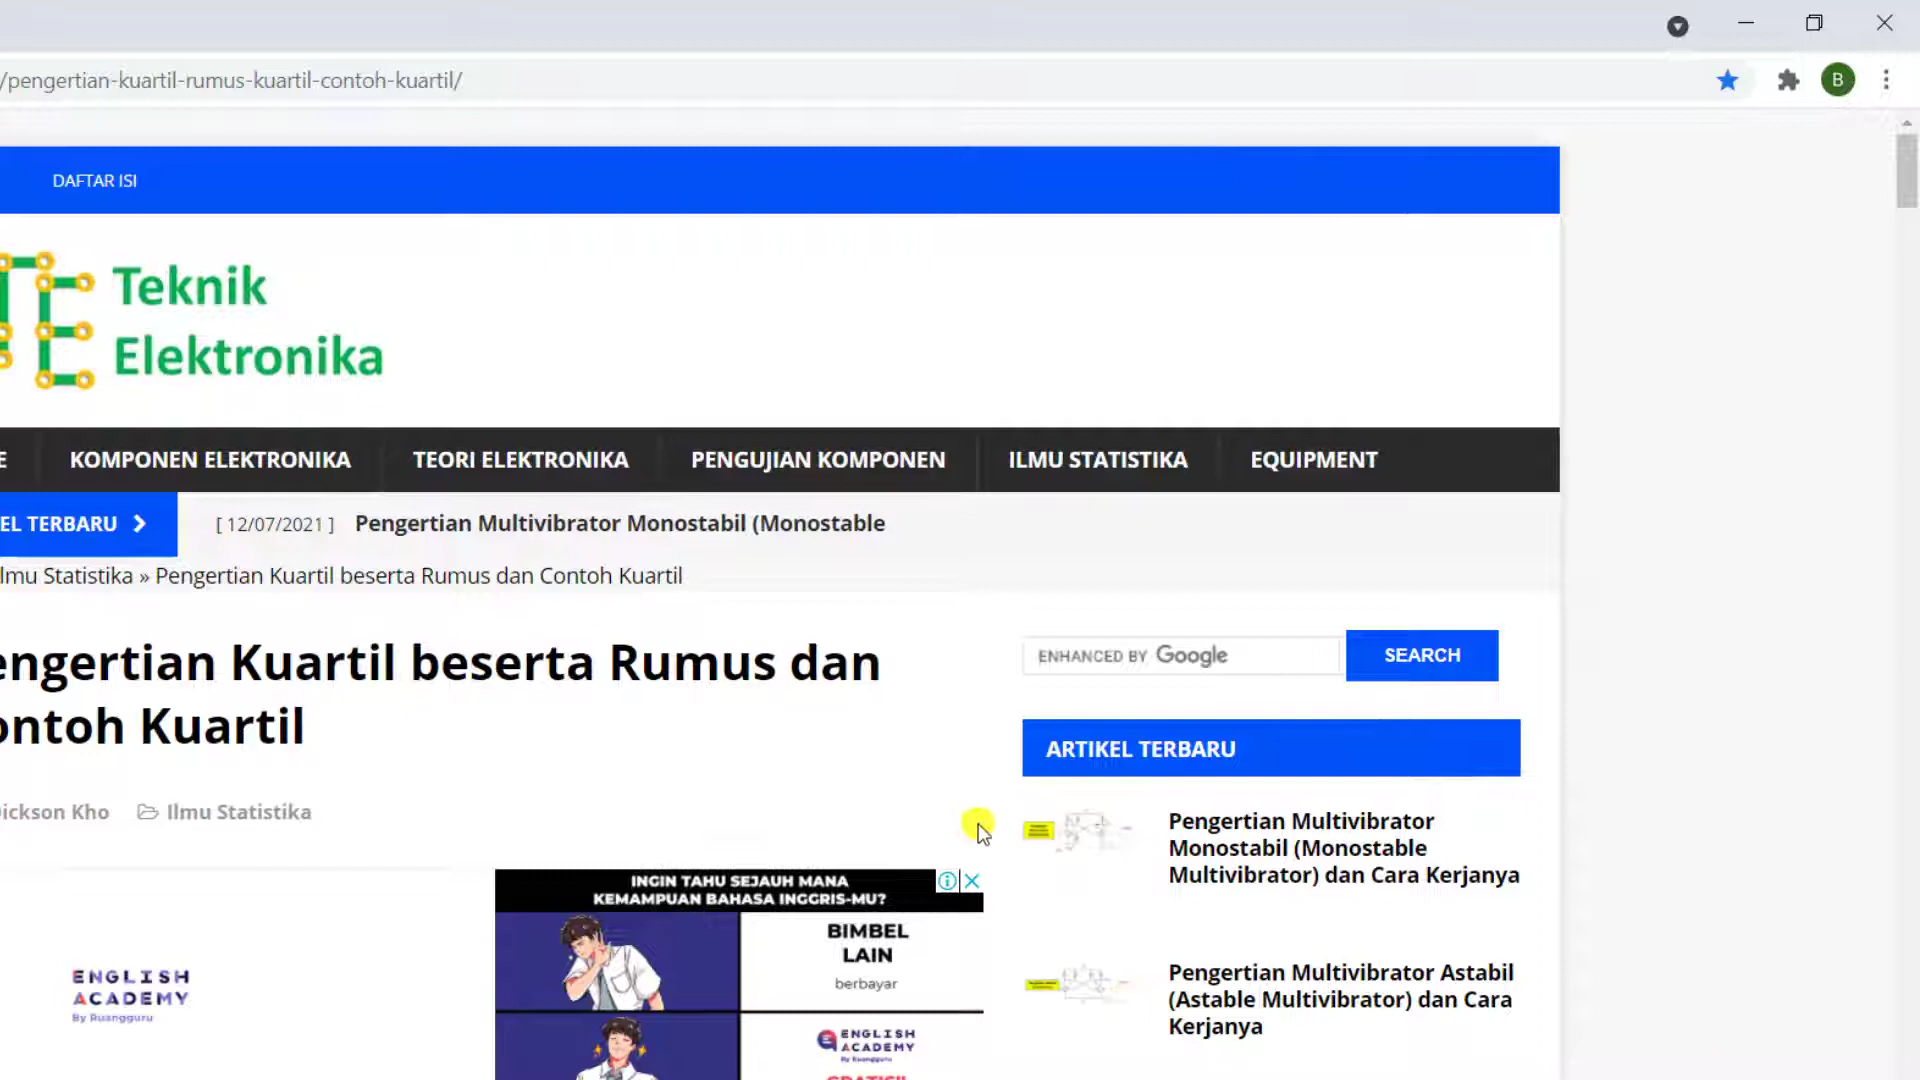 /pengertian-kuartil-rumus-kuartil-contoh-kuartil/
B
DAFTAR ISI
Teknik
Elektronika
E
KOMPONEN ELEKTRONIKA
TEORI ELEKTRONIKA
PENGUJIAN KOMPONEN
ILMU STATISTIKA
EQUIPMENT
EL TERBARU
[ 12/07/2021 ] Pengertian Multivibrator Monostabil (Monostable
lmu Statistika » Pengertian Kuartil beserta Rumus dan Contoh Kuartil
engertian Kuartil beserta Rumus dan
ontoh Kuartil
ickson Kho
Ilmu Statistika
ENHANCED BY Google
SEARCH
ARTIKEL TERBARU
Pengertian Multivibrator
Monostabil (Monostable
Multivibrator) dan Cara Kerjanya
Pengertian Multivibrator Astabil
(Astable Multivibrator) dan Cara
Kerjanya
ENGLISH
ACADEMY
By Ruangguru
INGIN TAHU SEJAUH MANA
KEMAMPUAN BAHASA INGGRIS-MU?
BIMBEL
LAIN
berbayar
ENGLISH
ACADEMY
By Ruangguru